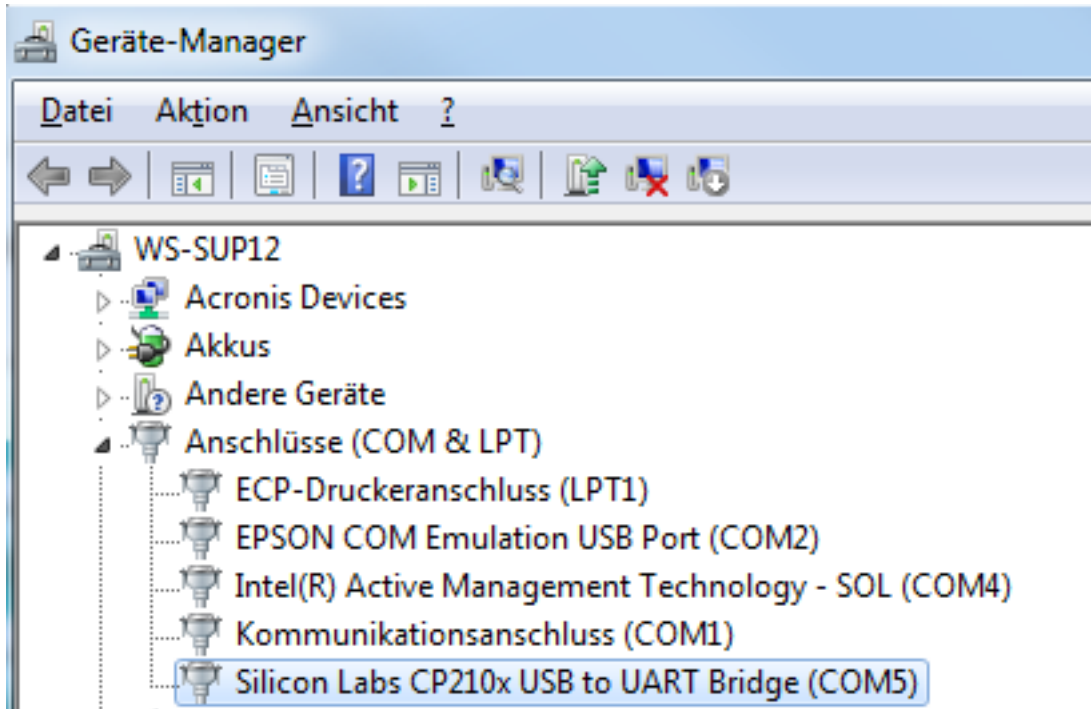 Geräte-Manager
Datei Aktion Ansicht ?
WS-SUP12
Acronis Devices
Akkus
Andere Geräte
Anschlüsse (COM & LPT)
ECP-Druckeranschluss (LPT1)
EPSON COM Emulation USB Port (COM2)
Intel(R) Active Management Technology - SOL (COM4)
Kommunikationsanschluss (COM1)
Silicon Labs CP210x USB to UART Bridge (COM5)